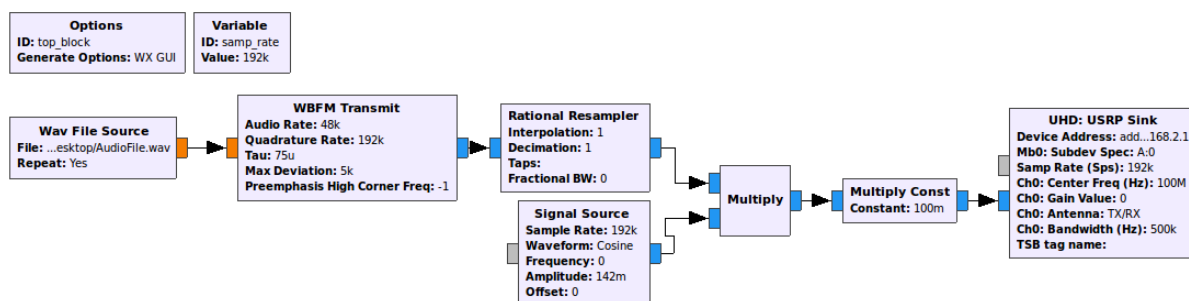 Options
ID: top_block
Generate Options: WX GUI
Variable
ID: samp_rate
Value: 192k
Wav File Source
File: ...esktop/AudioFile.wav
Repeat: Yes
WBFM Transmit
Audio Rate: 48k
Quadrature Rate: 192k
Tau: 75u
Max Deviation: 5k
Preemphasis High Corner Freq: -1
Rational Resampler
Interpolation: 1
Decimation: 1
Taps:
Fractional BW: 0
Signal Source
Sample Rate: 192k
Waveform: Cosine
Frequency: 0
Amplitude: 142m
Offset: 0
Multiply
Multiply Const
Constant: 100m
UHD: USRP Sink
Device Address: add...168.2.1
Mb0: Subdev Spec: A:0
Samp Rate (Sps): 192k
Ch0: Center Freq (Hz): 100M
Ch0: Gain Value: 0
Ch0: Antenna: TX/RX
Ch0: Bandwidth (Hz): 500k
TSB tag name: